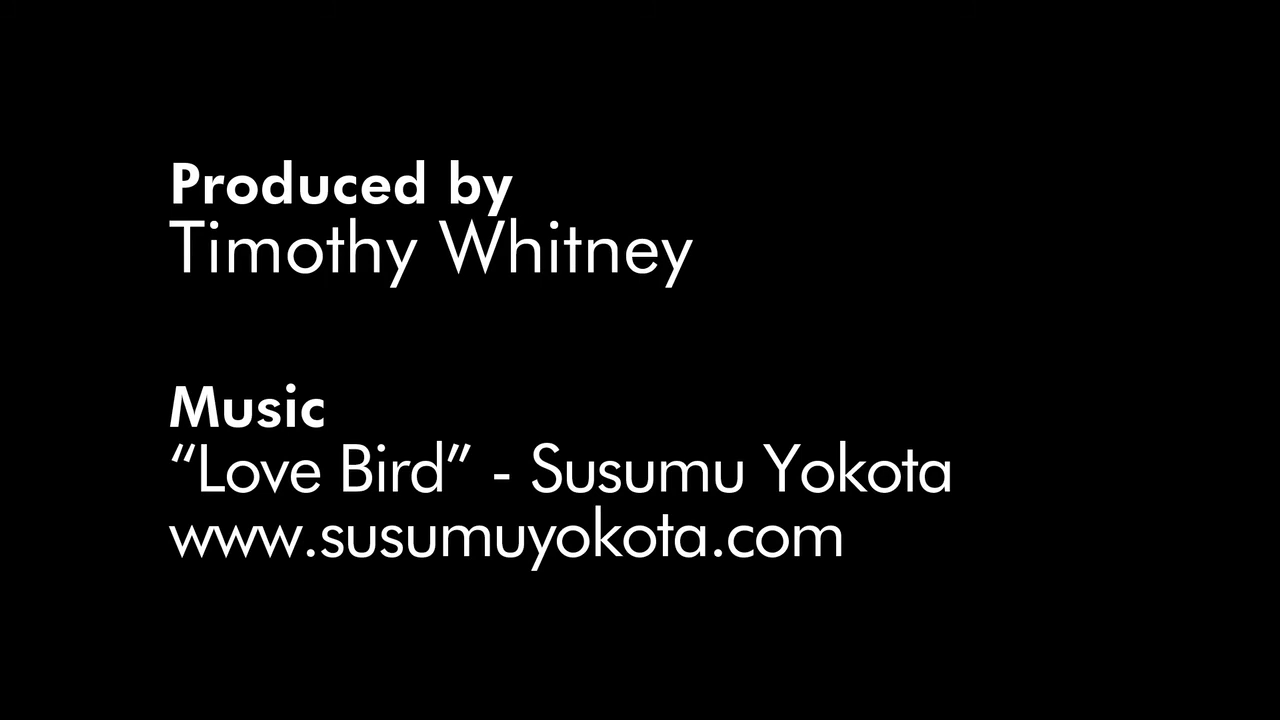 Produced by
Timothy Whitney
Music
“Love Bird” - Susumu Yokota
www.susumuyokota.com